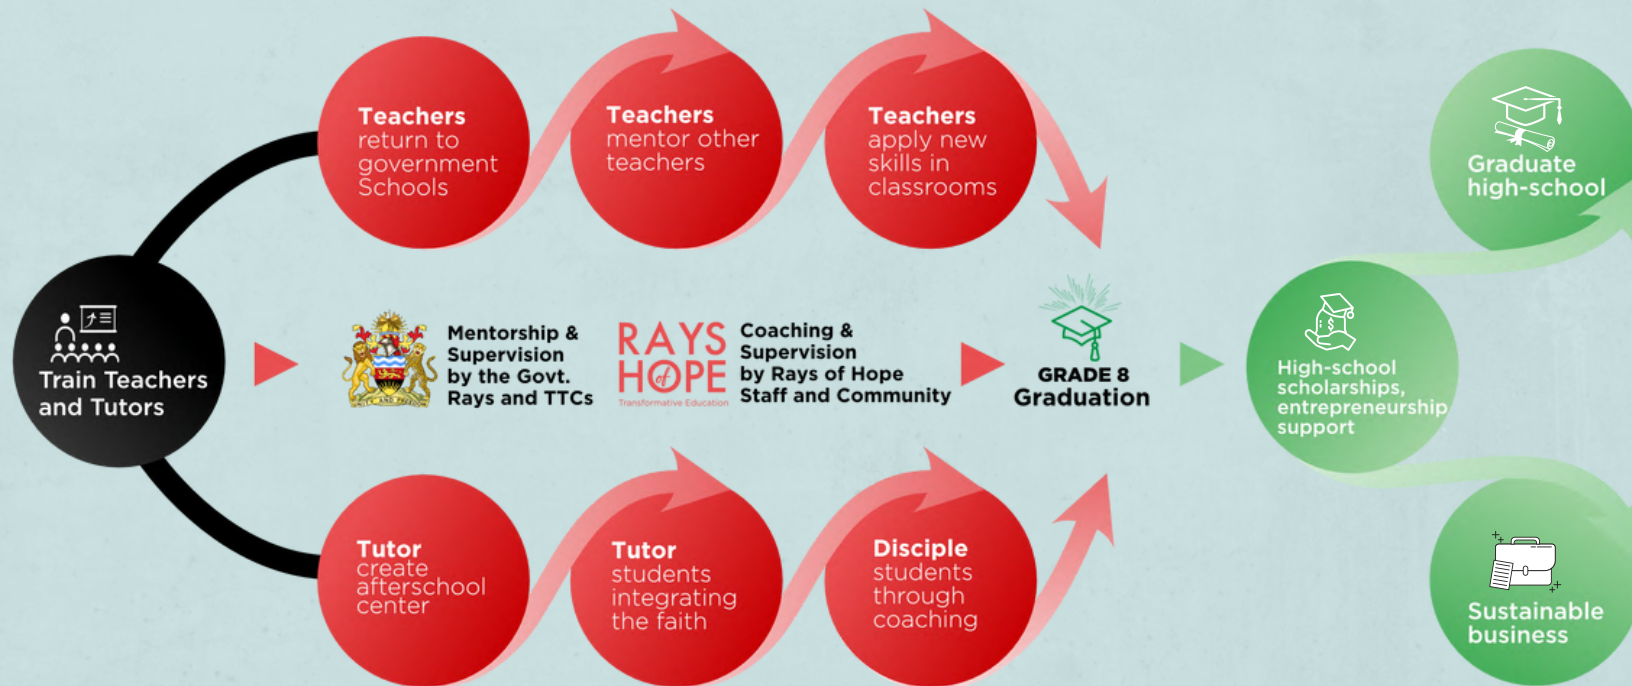 Train Teachers
and Tutors
Teachers
return to
government
Schools
Teachers
mentor other
teachers
Teachers
apply new
skills in
classrooms
Mentorship &
Supervision
by the Govt.
Rays and TTCs
RAYS
of
HOPE
Transformative Education
Coaching &
Supervision
by Rays of Hope
Staff and Community
Tutor
create
afterschool
center
Tutor
students
integrating
the faith
Disciple
students
through
coaching
GRADE 8
Graduation
High-school
scholarships,
entrepreneurship
support
Graduate
high-school
Sustainable
business